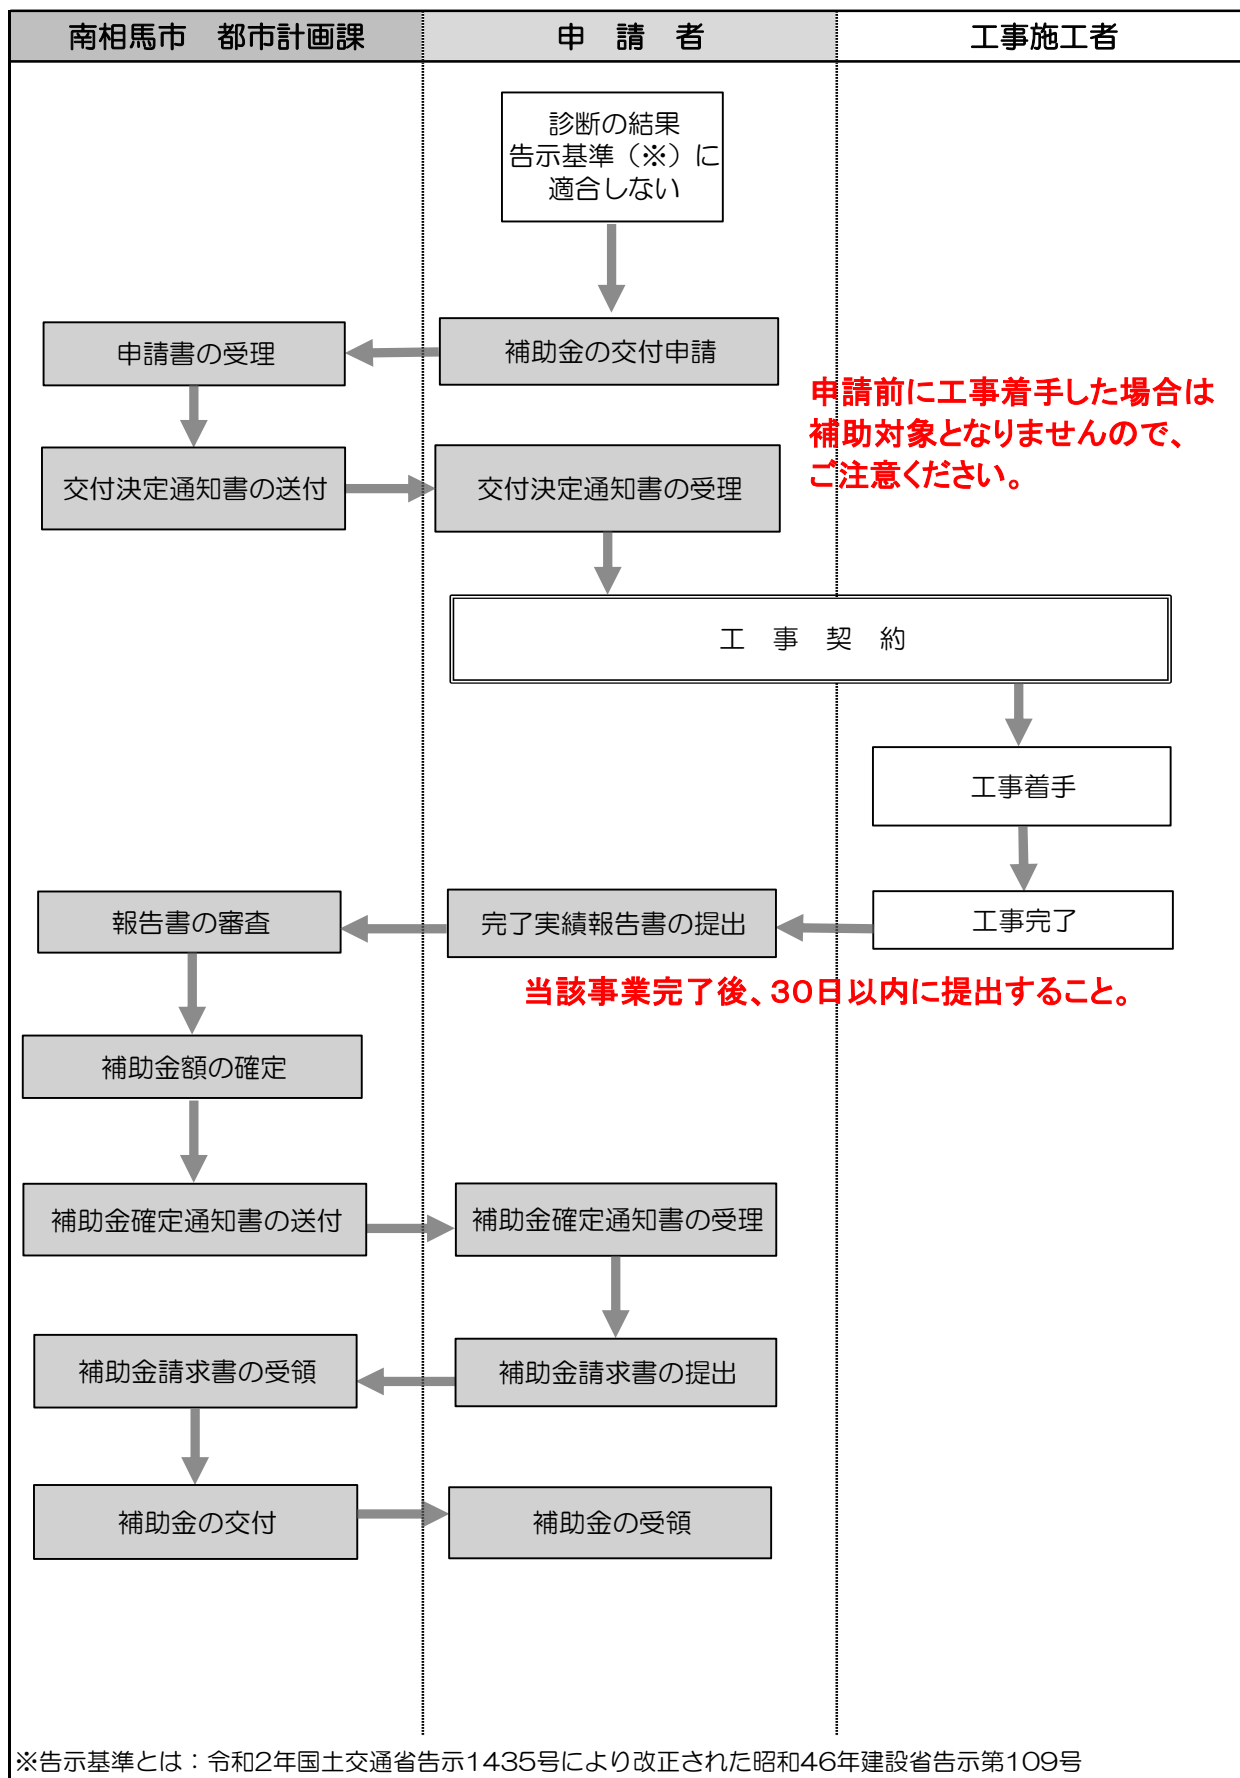 南相馬市　都市計画課
申　請　者
工事施工者
診断の結果
告示基準（※）に
適合しない
申請書の受理
補助金の交付申請
申請前に工事着手した場合は
補助対象となりませんので、
ご注意ください。
交付決定通知書の送付
交付決定通知書の受理
工　事　契　約
工事着手
報告書の審査
完了実績報告書の提出
工事完了
当該事業完了後、30日以内に提出すること。
補助金額の確定
補助金確定通知書の送付
補助金確定通知書の受理
補助金請求書の受領
補助金請求書の提出
補助金の交付
補助金の受領
※告示基準とは：令和2年国土交通省告示1435号により改正された昭和46年建設省告示第109号